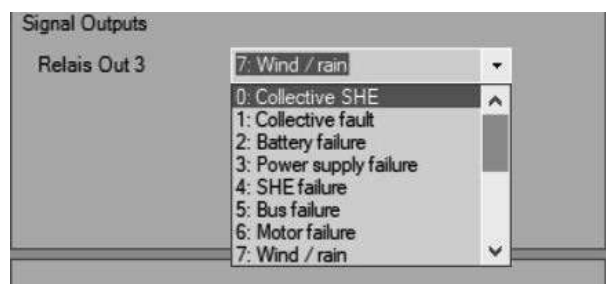 Signal Outputs
Relais Out 3
7: Wind / rain
0: Collective SHE
1: Collective fault
2: Battery failure
3: Power supply failure
4: SHE failure
5: Bus failure
6: Motor failure
7: Wind / rain